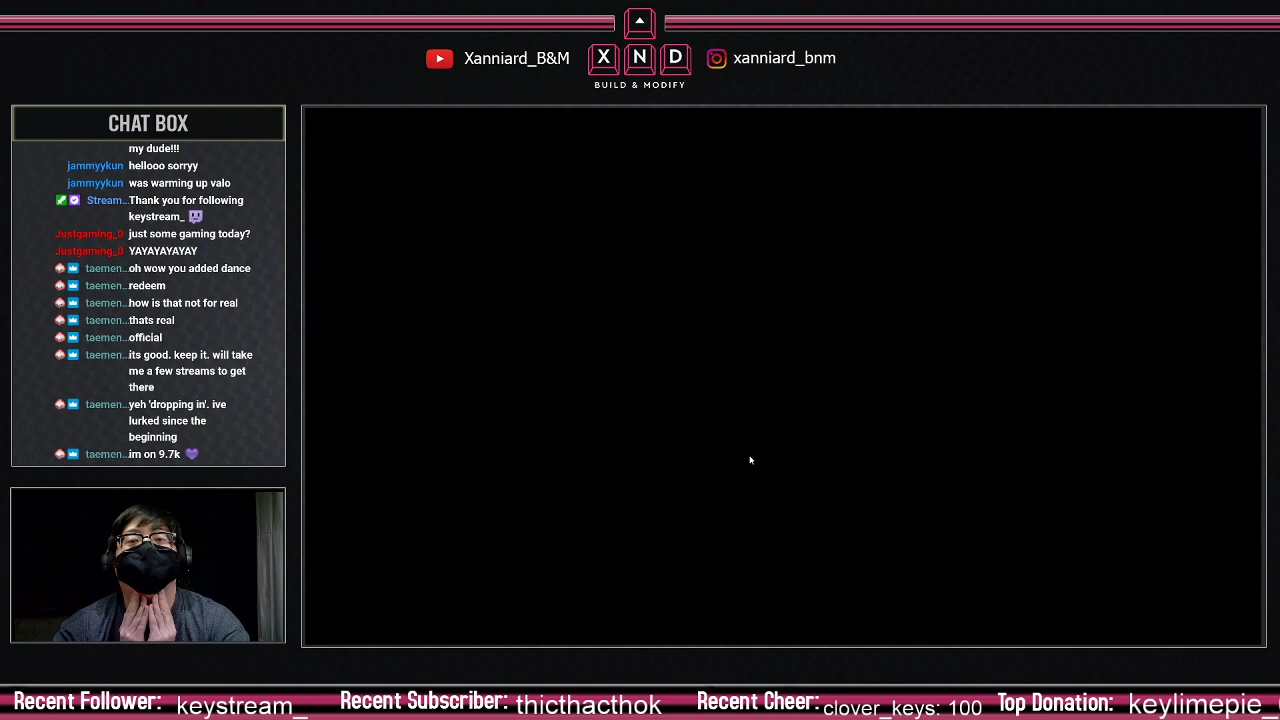 Xanniard_B&M
X N D
BUILD & MODIFY
xanniard_bnm
CHAT BOX
my dude!!!
jammyykun hellooo sorryy
jammyykun was warming up valo
Stream...Thank you for following
keystream_
Justgaming_0 just some gaming today?
Justgaming_0 YAYAYAYAYAY
taemen...oh wow you added dance
taemen...redeem
taemen...how is that not for real
taemen...thats real
taemen...official
taemen...its good. keep it. will take
me a few streams to get
there
taemen...yeh 'dropping in'. ive
lurked since the
beginning
taemen...im on 9.7k
Recent Follower: keystream_ Recent Subscriber: thicthacthok Recent Cheer: clover_keys: 100 Top Donation: keylimepie_